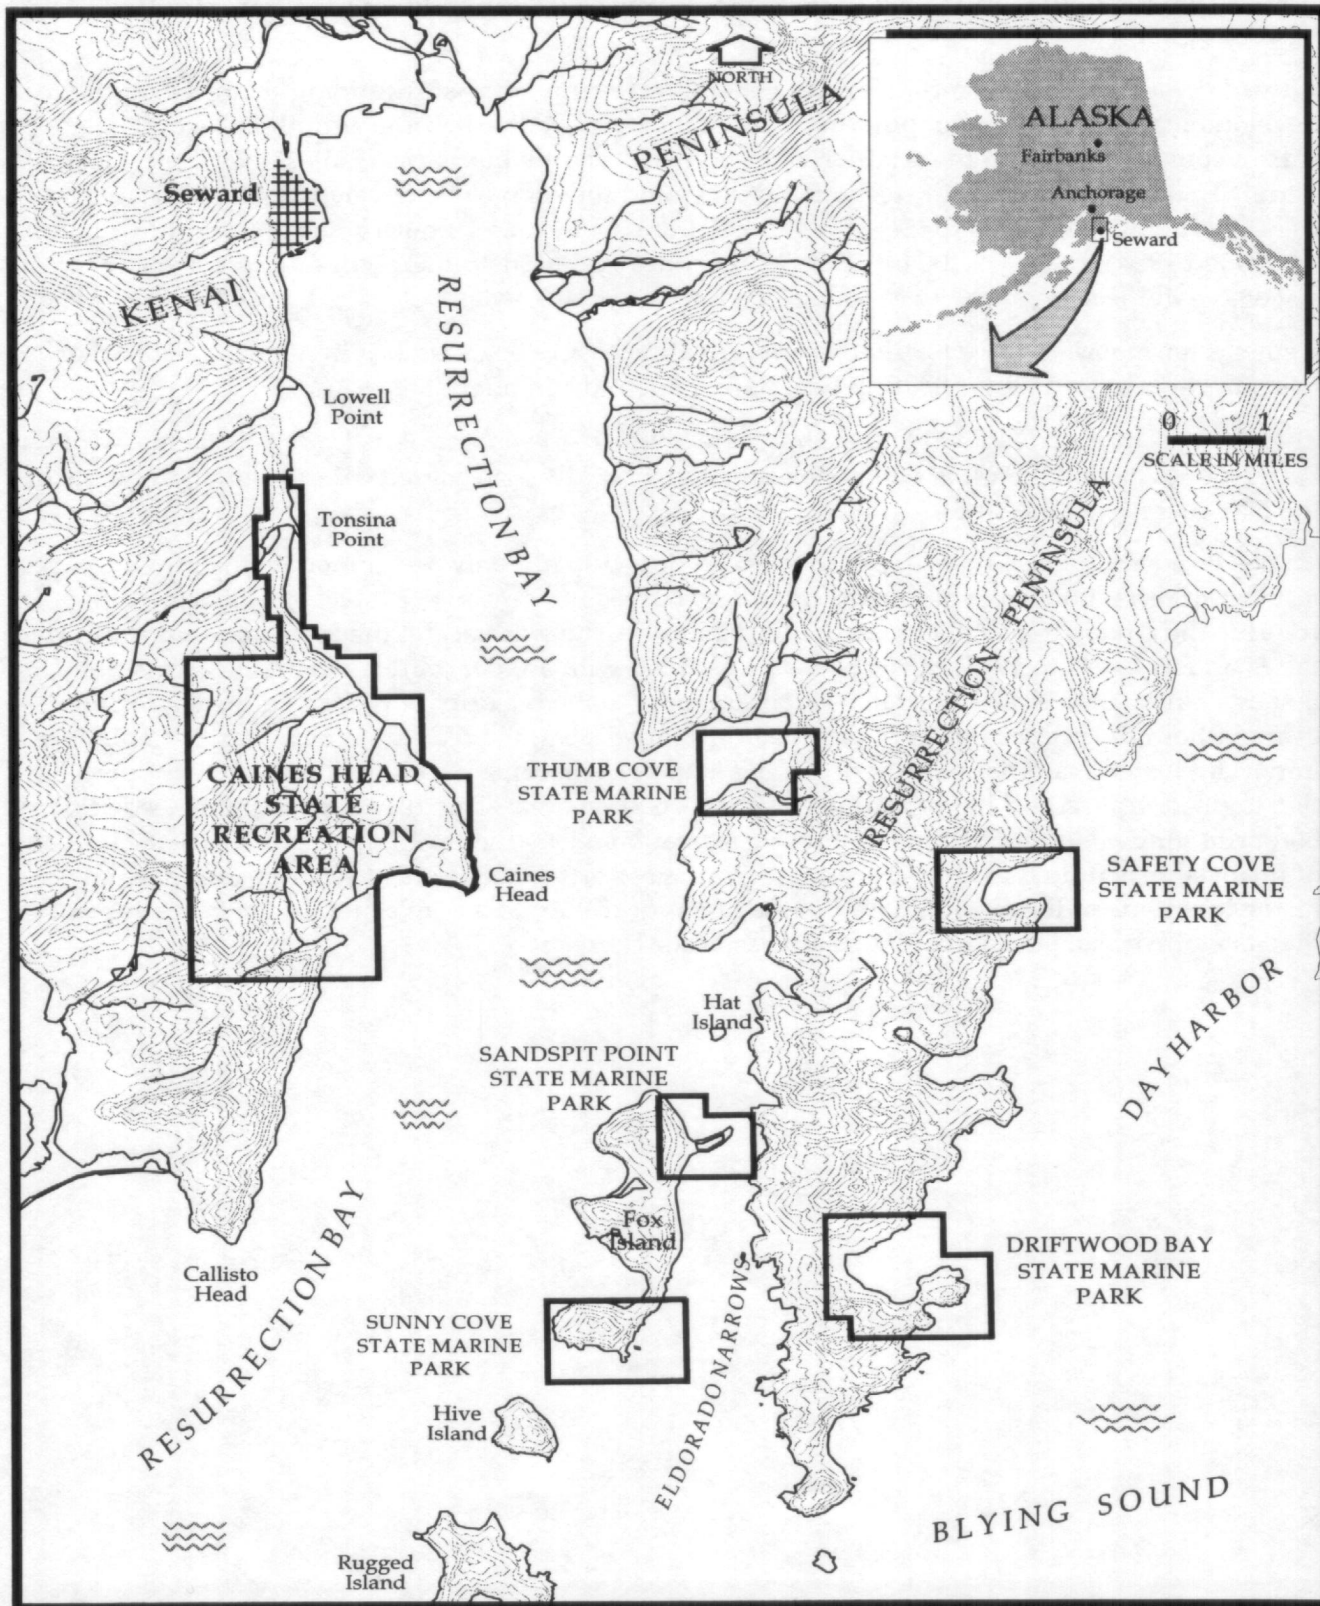 NORTH
PENINSULA
ALASKA
Fairbanks
Anchorage
Seward
Seward
KENAI
RESURRECTION BAY
Lowell
Point
0 1
SCALE IN MILES
Tonsina
Point
RESURRECTION PENINSULA
CAINES HEAD
STATE
RECREATION
AREA
THUMB COVE
STATE MARINE
PARK
Caines
Head
SAFETY COVE
STATE MARINE
PARK
Hat
Island
SANDSPIT POINT
STATE MARINE
PARK
DAY HARBOR
Fox
Island
DRIFTWOOD BAY
STATE MARINE
PARK
Callisto
Head
RESURRECTION BAY
SUNNY COVE
STATE MARINE
PARK
ELDORADO NARROWS
Hive
Island
BLYING SOUND
Rugged
Island